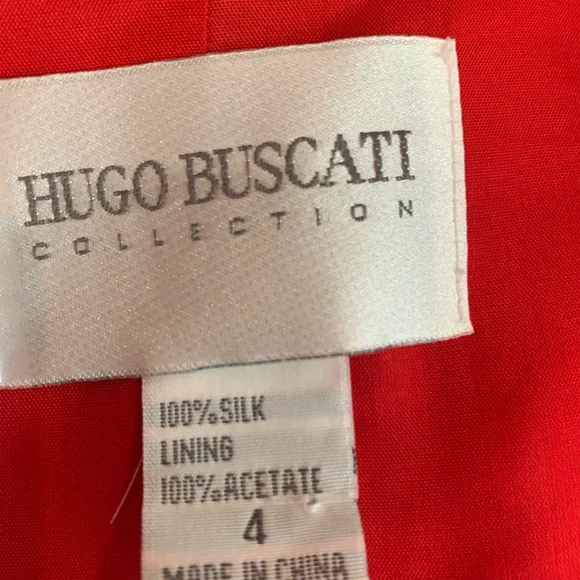 HUGO BUSCATI
COLLECTION
100%SILK
LINING
100%ACETATE
4
MADE IN CHINA